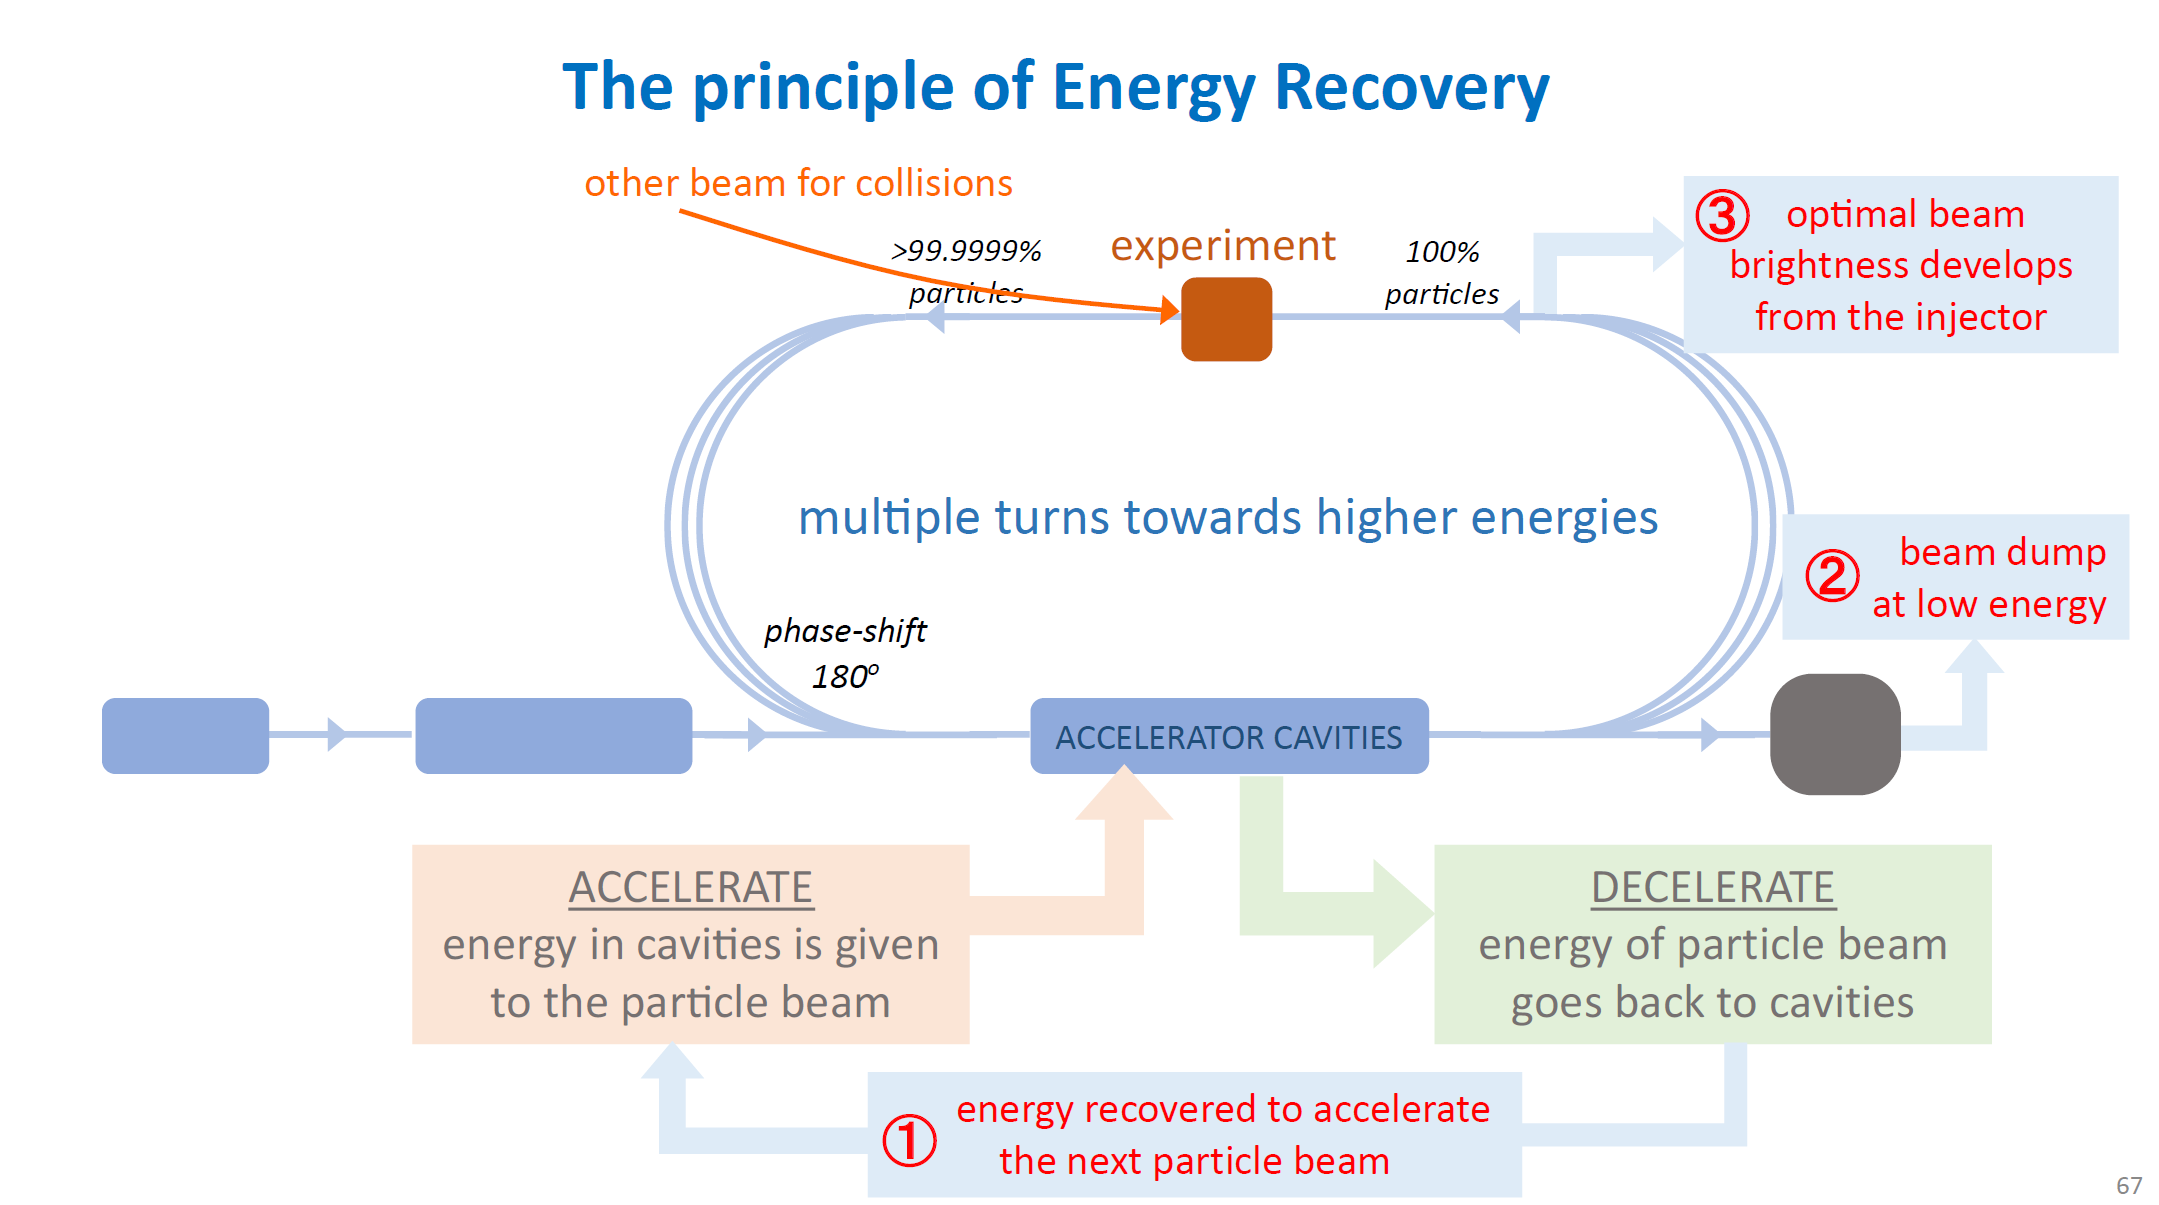 The principle of Energy Recovery
other beam for collisions
>99.9999%
particles
experiment
100%
particles
③ optimal beam
brightness develops
from the injector
multiple turns towards higher energies
② beam dump
at low energy
phase-shift
180°
ACCELERATOR CAVITIES
ACCELERATE
energy in cavities is given
to the particle beam
DECELERATE
energy of particle beam
goes back to cavities
① energy recovered to accelerate
the next particle beam
67